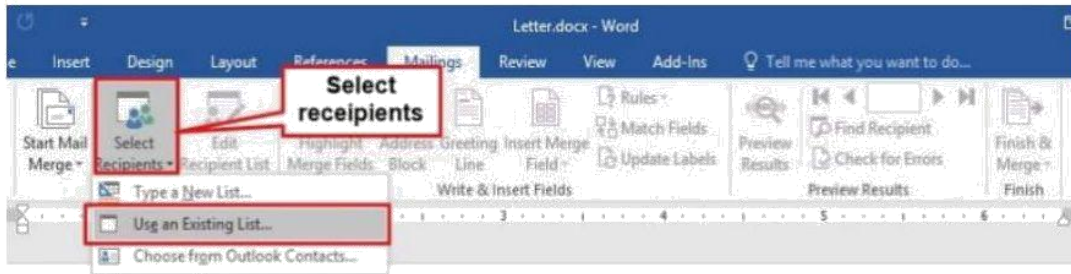 Letter.docx - Word
e Insert Design Layout References Mailings Review View Add-Ins Tell me what you want to do...
Select
receipients
Start Mail
Merge
Select
Recipients
Edit
Recipient List
Highlight
Merge Fields
Address
Block
Greeting
Line
Insert Merge
Field
Rules
Match Fields
Update Labels
Preview
Results
Find Recipient
Check for Errors
Finish &
Merge
Write & Insert Fields
Preview Results
Finish
Type a New List...
Use an Existing List...
Choose from Outlook Contacts...
3 4 5 6